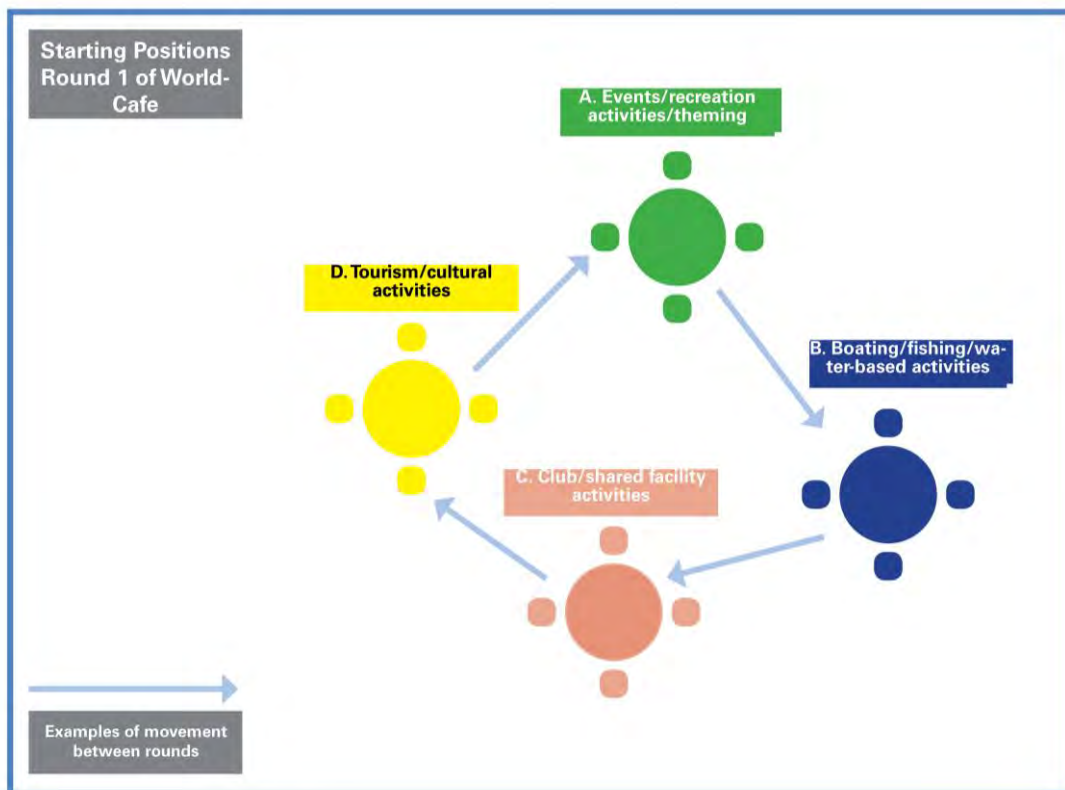 Starting Positions
Round 1 of World-
Cafe
A. Events/recreation
activities/theming
D. Tourism/cultural
activities
B. Boating/fishing/wa-
ter-based activities
C. Club/shared facility
activities
Examples of movement
between rounds